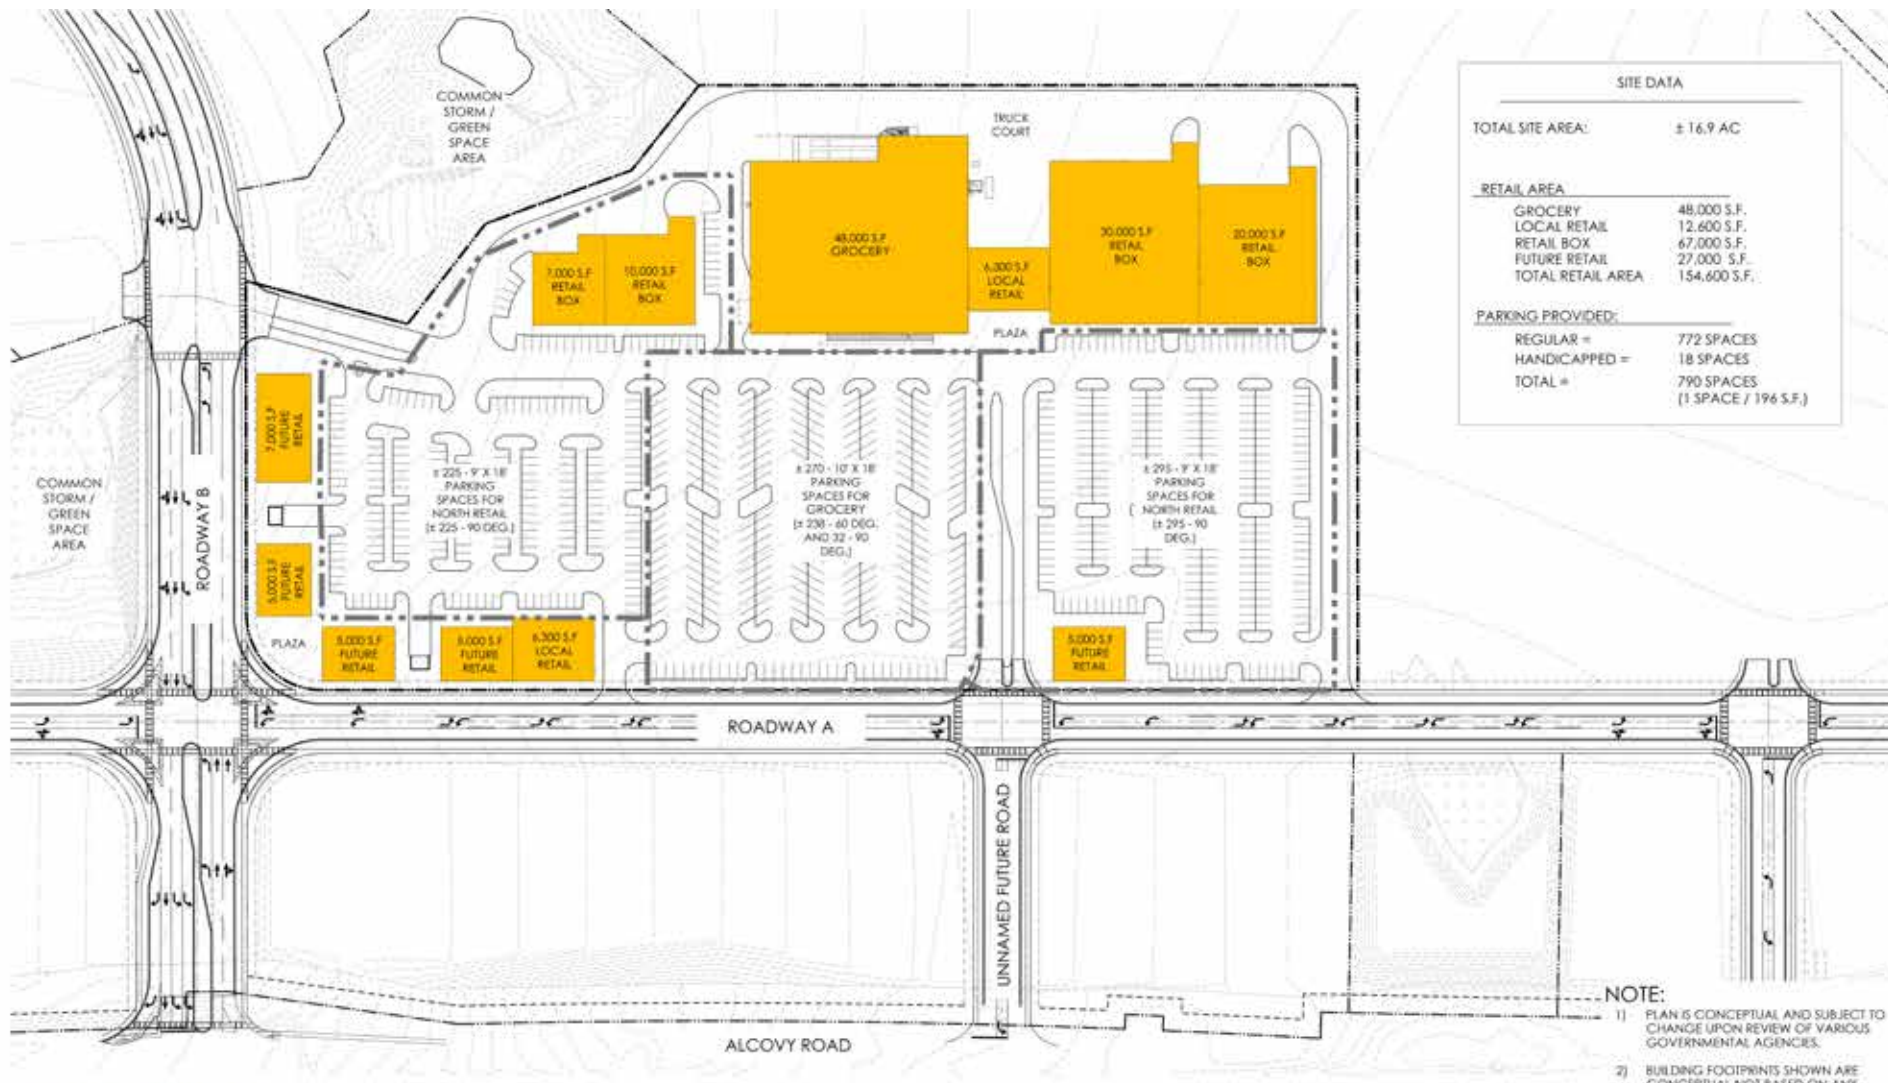 COMMON
STORM /
GREEN
SPACE
AREA
TRUCK
COURT
SITE DATA
TOTAL SITE AREA: ± 16.9 AC
RETAIL AREA
GROCERY 48,000 S.F.
LOCAL RETAIL 12,600 S.F.
RETAIL BOX 67,000 S.F.
FUTURE RETAIL 27,000 S.F.
TOTAL RETAIL AREA 154,600 S.F.
PARKING PROVIDED:
REGULAR = 772 SPACES
HANDICAPPED = 18 SPACES
TOTAL = 790 SPACES
(1 SPACE / 196 S.F.)
7,000 S.F
RETAIL
BOX
10,000 S.F
RETAIL
BOX
48,000 S.F
GROCERY
6,300 S.F
LOCAL
RETAIL
30,000 S.F
RETAIL
BOX
20,000 S.F
RETAIL
BOX
PLAZA
7,000 S.F
FUTURE
RETAIL
± 225 - 9' X 18'
PARKING
SPACES FOR
NORTH RETAIL
(± 225 - 90 DEG.)
± 270 - 10' X 18'
PARKING
SPACES FOR
GROCERY
(± 238 - 60 DEG.
AND 32 - 90
DEG.)
± 295 - 9' X 18'
PARKING
SPACES FOR
NORTH RETAIL
(± 295 - 90
DEG.)
COMMON
STORM /
GREEN
SPACE
AREA
ROADWAY B
5,000 S.F
FUTURE
RETAIL
PLAZA
5,000 S.F
FUTURE
RETAIL
5,000 S.F
FUTURE
RETAIL
6,300 S.F
LOCAL
RETAIL
5,000 S.F
FUTURE
RETAIL
ROADWAY A
UNNAMED FUTURE ROAD
ALCOVY ROAD
NOTE:
1) PLAN IS CONCEPTUAL AND SUBJECT TO
CHANGE UPON REVIEW OF VARIOUS
GOVERNMENTAL AGENCIES.
2) BUILDING FOOTPRINTS SHOWN ARE